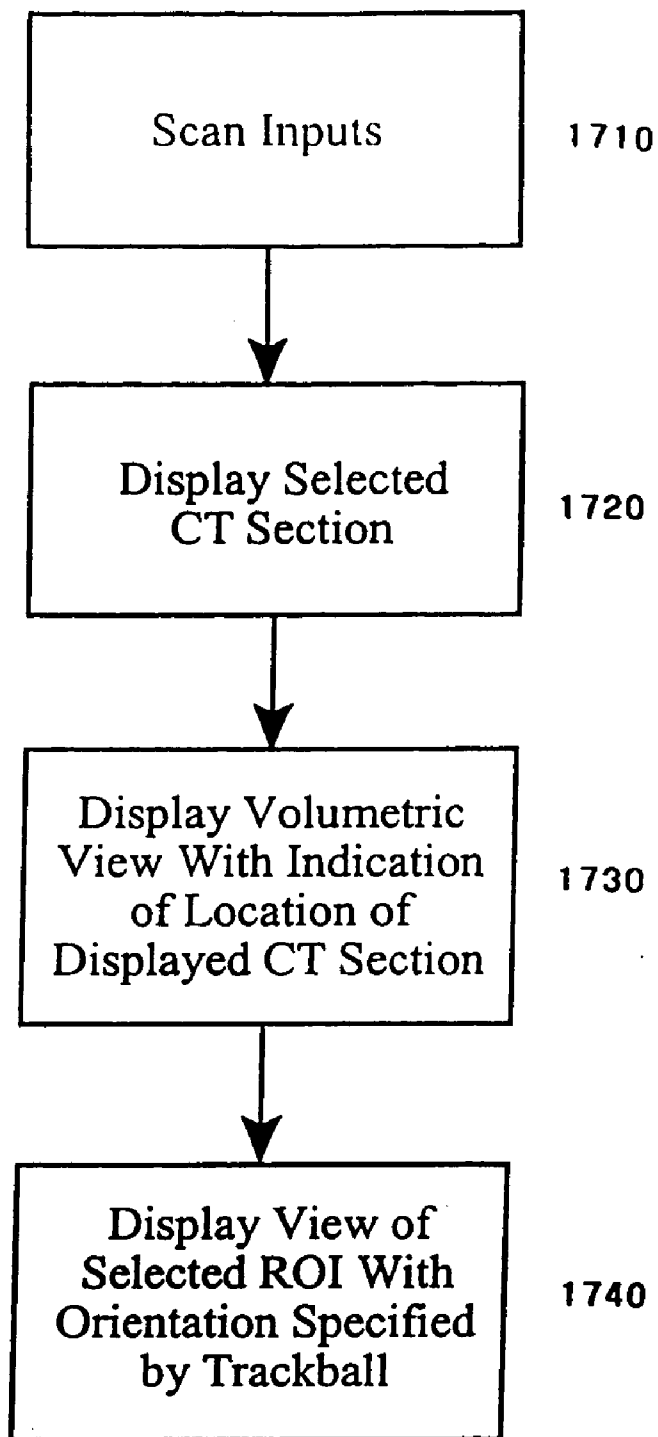 Scan Inputs
1710
Display Selected
CT Section
1720
Display Volumetric
View With Indication
of Location of
Displayed CT Section
1730
Display View of
Selected ROI With
Orientation Specified
by Trackball
1740